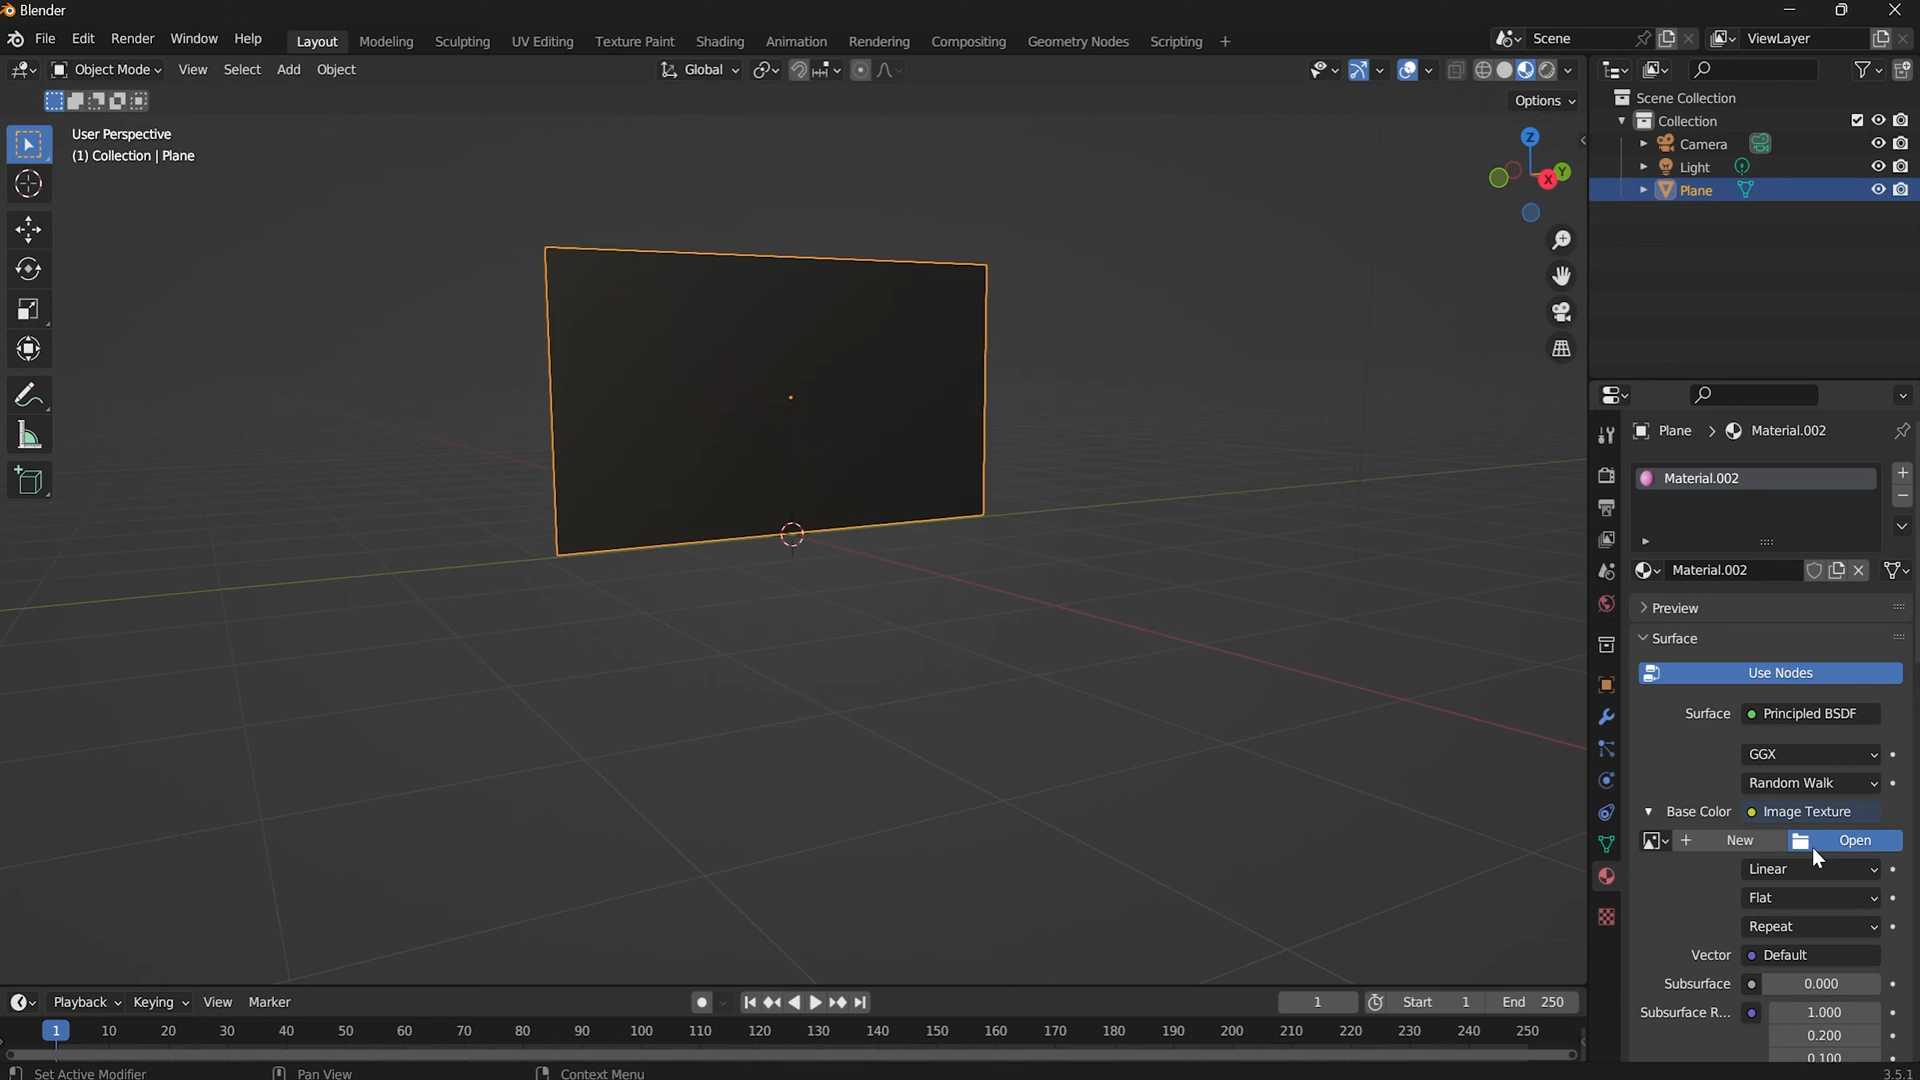 Blender
File Edit Render Window Help Layout Modeling Sculpting UV Editing Texture Paint Shading Animation Rendering Compositing Geometry Nodes Scripting + Scene ViewLayer
Object Mode View Select Add Object Global
Options
User Perspective
(1) Collection | Plane
Z
Y
X
Scene Collection
Collection
Camera
Light
Plane
Plane > Material.002
Material.002
Material.002
Preview
Surface
Use Nodes
Surface Principled BSDF
GGX
Random Walk
Base Color Image Texture
+ New Open
Linear
Flat
Repeat
Vector Default
Subsurface 0.000
Subsurface R... 1.000
0.200
0.100
Playback Keying View Marker 1 Start 1 End 250
1 10 20 30 40 50 60 70 80 90 100 110 120 130 140 150 160 170 180 190 200 210 220 230 240 250
Set Active Modifier Pan View Context Menu 3.5.1